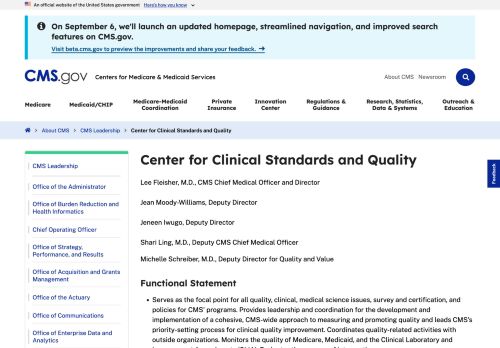 An official website of the United States government Here's how you know
On September 6, we'll launch an updated homepage, streamlined navigation, and improved search
features on CMS.gov.
Visit beta.cms.gov to preview the improvements and share your feedback.
CMS.gov Centers for Medicare & Medicaid Services
About CMS Newsroom
Medicare Medicaid/CHIP Medicare-Medicaid Coordination Private Insurance Innovation Center Regulations & Guidance Research, Statistics, Data & Systems Outreach & Education
About CMS CMS Leadership Center for Clinical Standards and Quality
Feedback
CMS Leadership
Office of the Administrator
Office of Burden Reduction and
Health Informatics
Chief Operating Officer
Office of Strategy,
Performance, and Results
Office of Acquisition and Grants
Management
Office of the Actuary
Office of Communications
Office of Enterprise Data and
Analytics
Center for Clinical Standards and Quality
Lee Fleisher, M.D., CMS Chief Medical Officer and Director
Jean Moody-Williams, Deputy Director
Jeneen Iwugo, Deputy Director
Shari Ling, M.D., Deputy CMS Chief Medical Officer
Michelle Schreiber, M.D., Deputy Director for Quality and Value
Functional Statement
Serves as the focal point for all quality, clinical, medical science issues, survey and certification, and
policies for CMS' programs. Provides leadership and coordination for the development and
implementation of a cohesive, CMS-wide approach to measuring and promoting quality and leads CMS's
priority-setting process for clinical quality improvement. Coordinates quality-related activities with
outside organizations. Monitors the quality of Medicare, Medicaid, and the Clinical Laboratory and